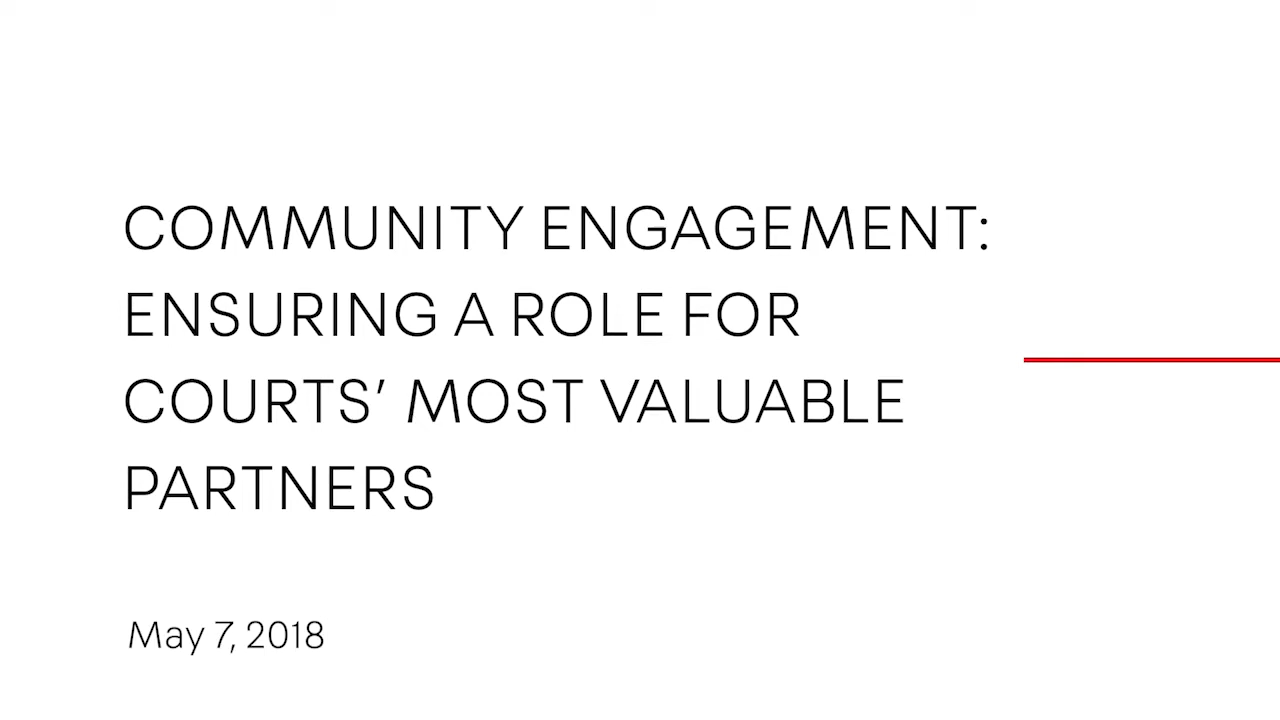 COMMUNITY ENGAGEMENT:
ENSURING A ROLE FOR
COURTS’ MOST VALUABLE
PARTNERS
May 7, 2018